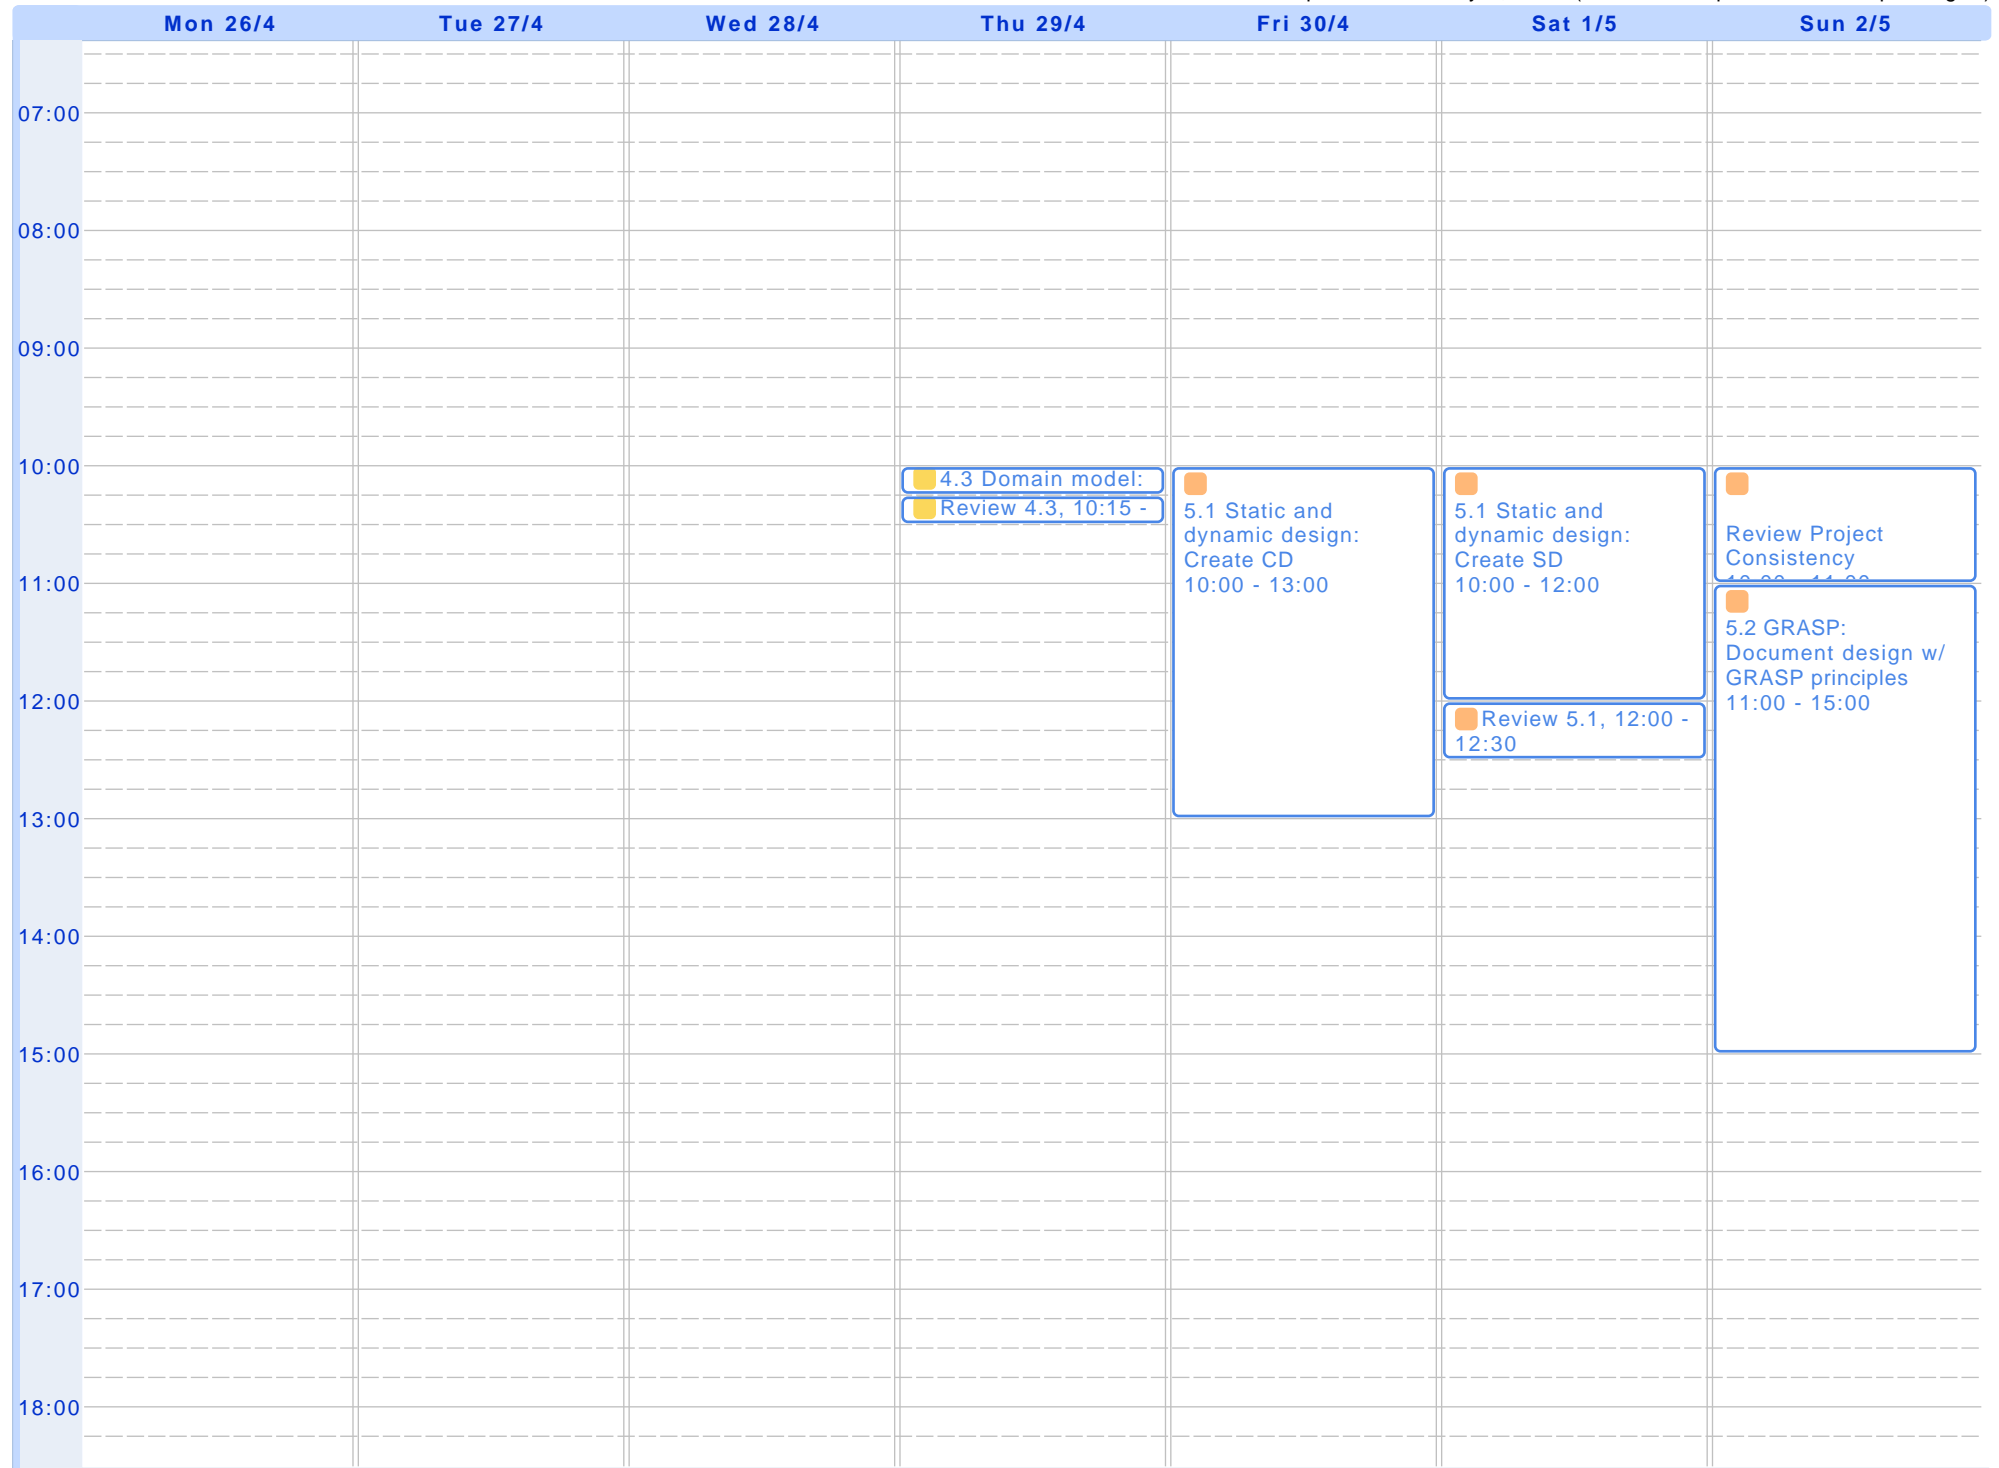 Mon 26/4
Tue 27/4
Wed 28/4
Thu 29/4
Fri 30/4
Sat 1/5
Sun 2/5
07:00
08:00
09:00
10:00
11:00
12:00
13:00
14:00
15:00
16:00
17:00
18:00
4.3 Domain model:
Review 4.3, 10:15 -
5.1 Static and
dynamic design:
Create CD
10:00 - 13:00
5.1 Static and
dynamic design:
Create SD
10:00 - 12:00
Review 5.1, 12:00 -
12:30
Review Project
Consistency
10:00 - 11:00
5.2 GRASP:
Document design w/
GRASP principles
11:00 - 15:00